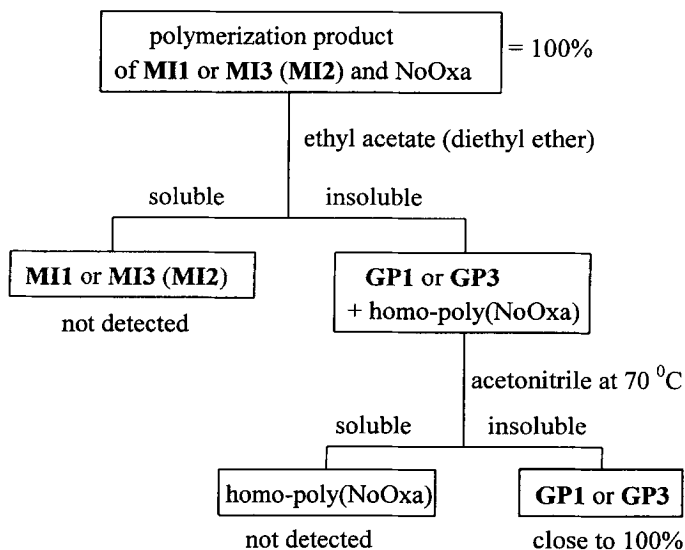 polymerization product
of MI1 or MI3 (MI2) and NoOxa
= 100%
ethyl acetate (diethyl ether)
soluble
insoluble
MI1 or MI3 (MI2)
not detected
GP1 or GP3
+ homo-poly(NoOxa)
acetonitrile at 70 ⁰C
soluble
insoluble
homo-poly(NoOxa)
not detected
GP1 or GP3
close to 100%